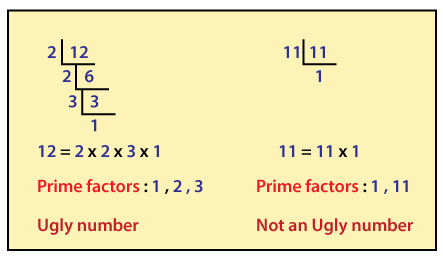 2 12
2 6
3 3
1
12 = 2 x 2 x 3 x 1
Prime factors : 1 , 2 , 3
Ugly number
11 11
1
11 = 11 x 1
Prime factors : 1 , 11
Not an Ugly number